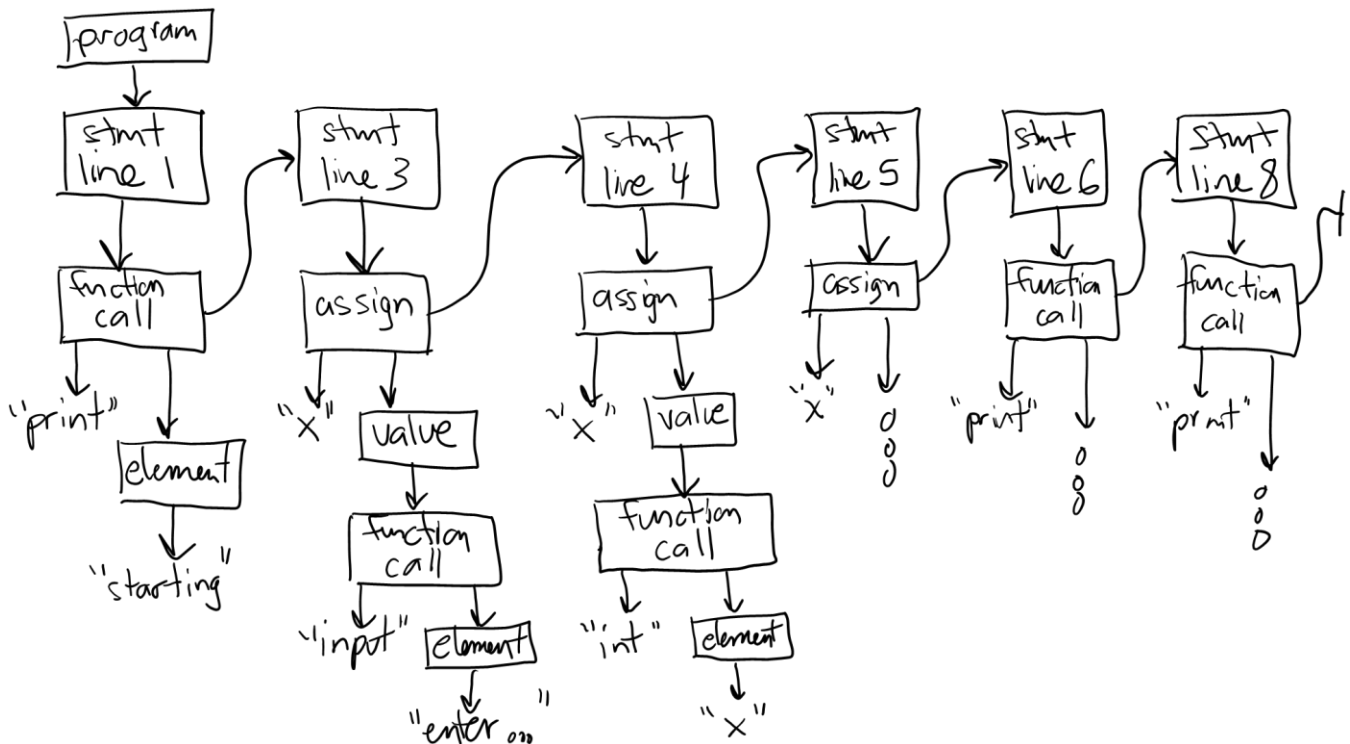 program
stmt
line 1
stmt
line 3
stmt
line 4
stmt
line 5
stmt
line 6
stmt
line 8
function
call
assign
assign
assign
function
call
function
call
"print"
"x"
"x"
"x"
"print"
"print"
element
value
value
"starting"
function
call
function
call
"input"
element
"int"
element
"enter ..."
"x"